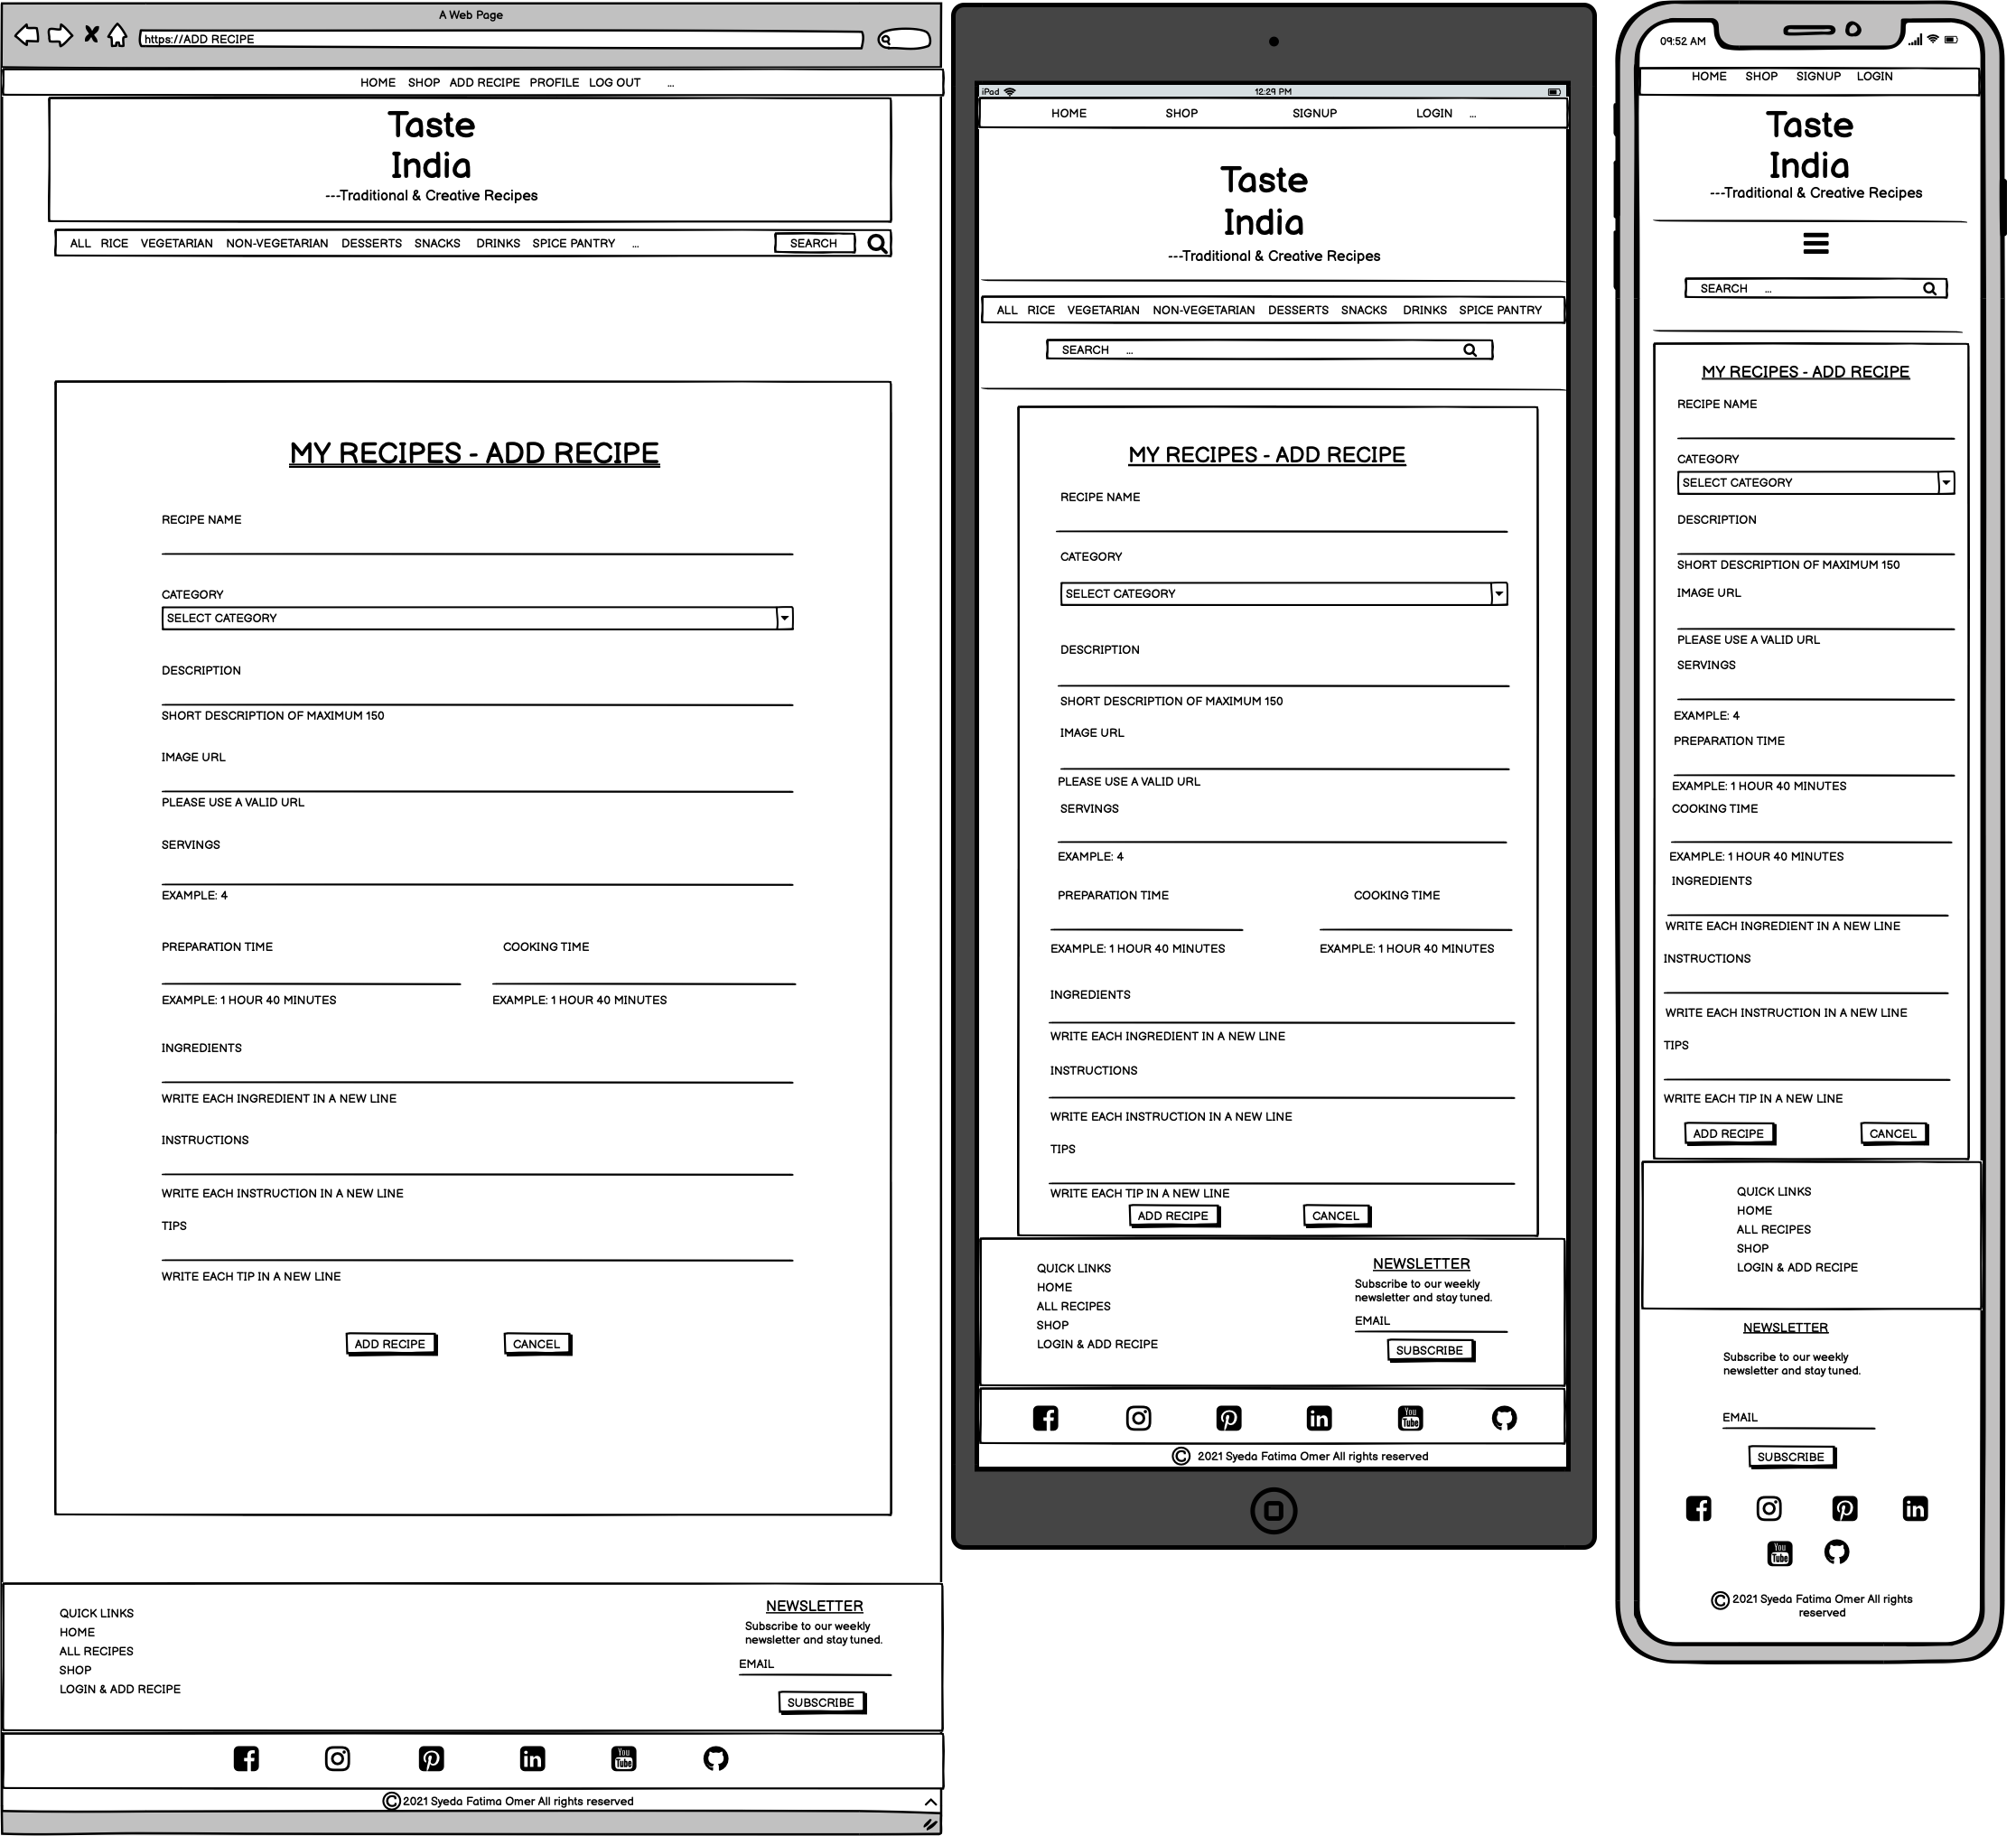 A Web Page
https://ADD RECIPE
HOME SHOP ADD RECIPE PROFILE LOG OUT ...
Taste
India
---Traditional & Creative Recipes
ALL RICE VEGETARIAN NON-VEGETARIAN DESSERTS SNACKS DRINKS SPICE PANTRY ... SEARCH
MY RECIPES - ADD RECIPE
RECIPE NAME
CATEGORY
SELECT CATEGORY
DESCRIPTION
SHORT DESCRIPTION OF MAXIMUM 150
IMAGE URL
PLEASE USE A VALID URL
SERVINGS
EXAMPLE: 4
PREPARATION TIME COOKING TIME
EXAMPLE: 1 HOUR 40 MINUTES EXAMPLE: 1 HOUR 40 MINUTES
INGREDIENTS
WRITE EACH INGREDIENT IN A NEW LINE
INSTRUCTIONS
WRITE EACH INSTRUCTION IN A NEW LINE
TIPS
WRITE EACH TIP IN A NEW LINE
ADD RECIPE CANCEL
QUICK LINKS
HOME
ALL RECIPES
SHOP
LOGIN & ADD RECIPE
NEWSLETTER
Subscribe to our weekly
newsletter and stay tuned.
EMAIL
SUBSCRIBE
You
Tube
© 2021 Syeda Fatima Omer All rights reserved
iPad 12:29 PM
HOME SHOP SIGNUP LOGIN ...
Taste
India
---Traditional & Creative Recipes
ALL RICE VEGETARIAN NON-VEGETARIAN DESSERTS SNACKS DRINKS SPICE PANTRY
SEARCH ...
MY RECIPES - ADD RECIPE
RECIPE NAME
CATEGORY
SELECT CATEGORY
DESCRIPTION
SHORT DESCRIPTION OF MAXIMUM 150
IMAGE URL
PLEASE USE A VALID URL
SERVINGS
EXAMPLE: 4
PREPARATION TIME COOKING TIME
EXAMPLE: 1 HOUR 40 MINUTES EXAMPLE: 1 HOUR 40 MINUTES
INGREDIENTS
WRITE EACH INGREDIENT IN A NEW LINE
INSTRUCTIONS
WRITE EACH INSTRUCTION IN A NEW LINE
TIPS
WRITE EACH TIP IN A NEW LINE
ADD RECIPE CANCEL
QUICK LINKS
HOME
ALL RECIPES
SHOP
LOGIN & ADD RECIPE
NEWSLETTER
Subscribe to our weekly
newsletter and stay tuned.
EMAIL
SUBSCRIBE
You
Tube
© 2021 Syeda Fatima Omer All rights reserved
09:52 AM
HOME SHOP SIGNUP LOGIN
Taste
India
---Traditional & Creative Recipes
SEARCH ...
MY RECIPES - ADD RECIPE
RECIPE NAME
CATEGORY
SELECT CATEGORY
DESCRIPTION
SHORT DESCRIPTION OF MAXIMUM 150
IMAGE URL
PLEASE USE A VALID URL
SERVINGS
EXAMPLE: 4
PREPARATION TIME
EXAMPLE: 1 HOUR 40 MINUTES
COOKING TIME
EXAMPLE: 1 HOUR 40 MINUTES
INGREDIENTS
WRITE EACH INGREDIENT IN A NEW LINE
INSTRUCTIONS
WRITE EACH INSTRUCTION IN A NEW LINE
TIPS
WRITE EACH TIP IN A NEW LINE
ADD RECIPE CANCEL
QUICK LINKS
HOME
ALL RECIPES
SHOP
LOGIN & ADD RECIPE
NEWSLETTER
Subscribe to our weekly
newsletter and stay tuned.
EMAIL
SUBSCRIBE
You
Tube
© 2021 Syeda Fatima Omer All rights
reserved